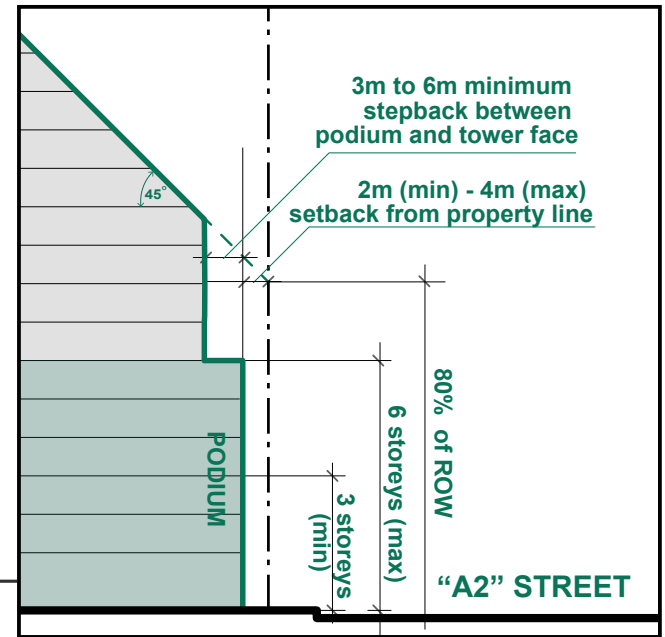 3m to 6m minimum
stepback between
podium and tower face
2m (min) - 4m (max)
setback from property line
45°
PODIUM
3 storeys
(min)
6 storeys (max)
80% of ROW
“A2” STREET